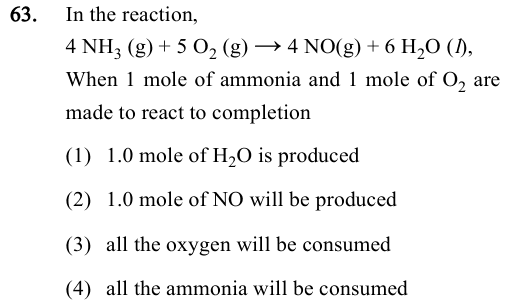 63. In the reaction,
4 NH₃ (g) + 5 O₂ (g) ⟶ 4 NO(g) + 6 H₂O (l),
When 1 mole of ammonia and 1 mole of O₂ are
made to react to completion
(1) 1.0 mole of H₂O is produced
(2) 1.0 mole of NO will be produced
(3) all the oxygen will be consumed
(4) all the ammonia will be consumed